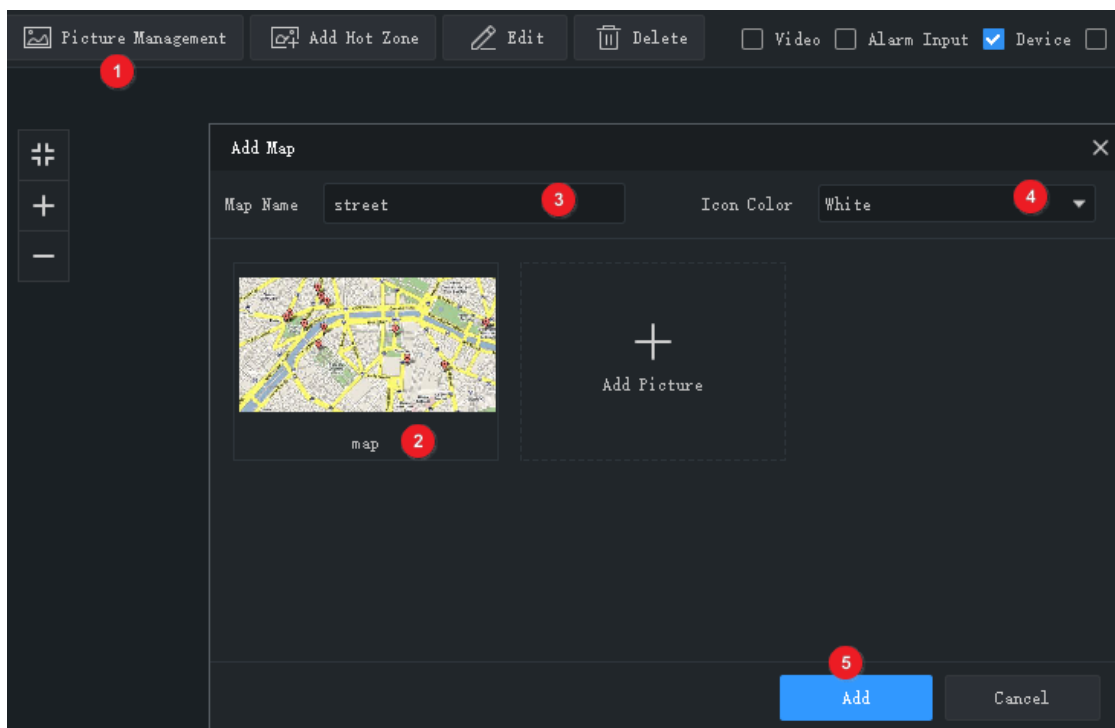 Picture Management Add Hot Zone Edit Delete Video Alarm Input Device
1
Add Map
Map Name street 3 Icon Color White 4
Add Picture
map 2
5
Add Cancel